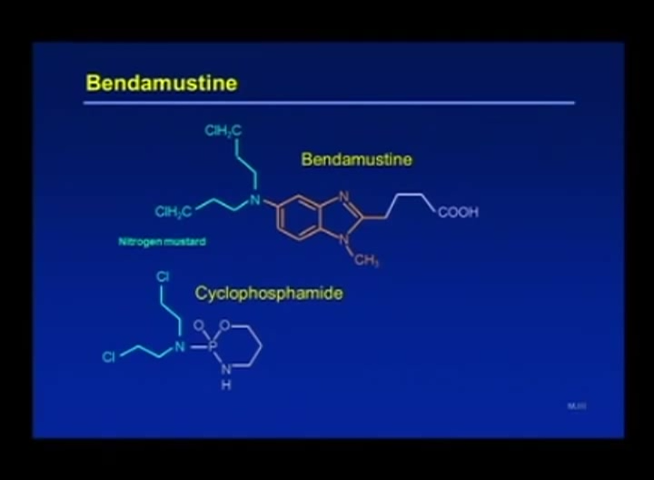 Bendamustine
ClH₂C
Bendamustine
N
N
ClH₂C
COOH
Nitrogen mustard
N
CH₃
Cl
Cyclophosphamide
O
O
N
P
Cl
N
H